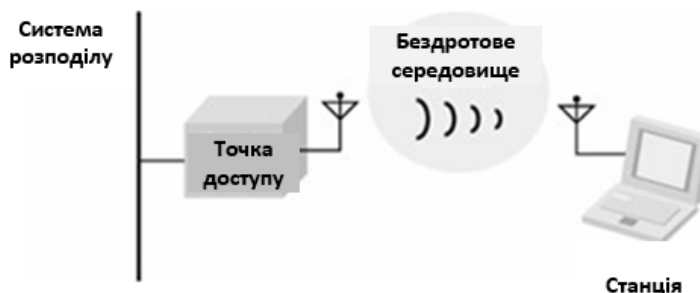 Система
розподілу
Бездротове
середовище
Точка
доступу
Станція